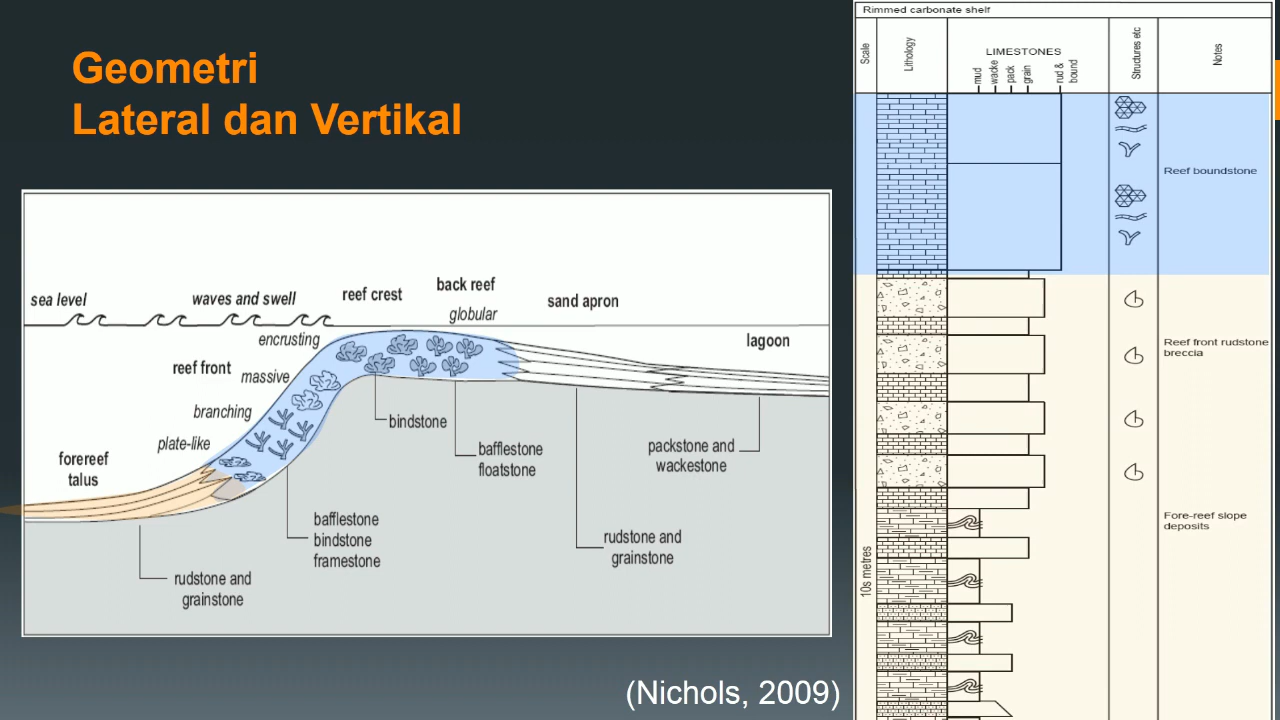 Geometri
Lateral dan Vertikal
sea level
waves and swell
reef crest
back reef
globular
sand apron
lagoon
encrusting
reef front
massive
branching
plate-like
forereef
talus
bindstone
bafflestone
floatstone
packstone and
wackestone
bafflestone
bindstone
framestone
rudstone and
grainstone
rudstone and
grainstone
(Nichols, 2009)
Rimmed carbonate shelf
Scale
Lithology
LIMESTONES
mud
wacke
pack
grain
rud &
bound
Structures etc
Notes
Reef boundstone
Reef front rudstone
breccia
Fore-reef slope
deposits
10s metres